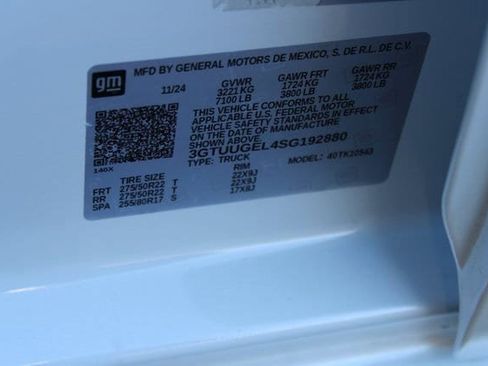 gm
MFD BY GENERAL MOTORS DE MEXICO, S. DE R.L. DE C.V.
11/24 GVWR GAWR FRT GAWR RR
3221 KG 1724 KG 1724 KG
7100 LB 3800 LB 3800 LB
THIS VEHICLE CONFORMS TO ALL
APPLICABLE U.S. FEDERAL MOTOR
VEHICLE SAFETY STANDARDS IN EFFECT
ON THE DATE OF MANUFACTURE
SHOWN ABOVE.
3GTUUGEL4SG192880
TYPE: TRUCK MODEL:
140X
TIRE SIZE RIM
FRT 275/50R22 T 22X9J
RR 275/50R22 T 22X9J
SPA 255/80R17 S 17X8J